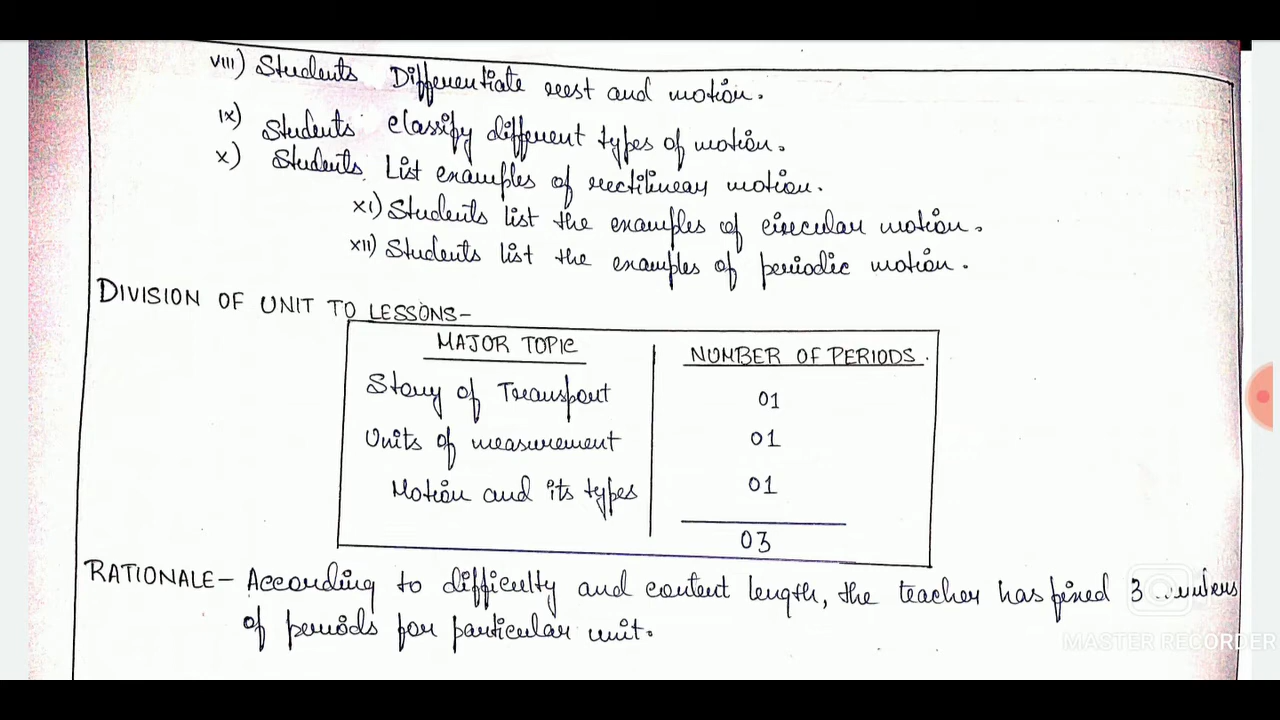 viii) Students Differentiate rest and motion.
ix) Students classify different types of motion.
x) Students List examples of rectilinear motion.
xi) Students list the examples of circular motion.
xii) Students list the examples of periodic motion.
DIVISION OF UNIT TO LESSONS-
MAJOR TOPIC NUMBER OF PERIODS.
Story of Transport 01
Units of measurement 01
Motion and its types 01
03
RATIONALE- According to difficulty and content length, the teacher has fixed 3
of periods for particular unit.
MASTER RECORDER